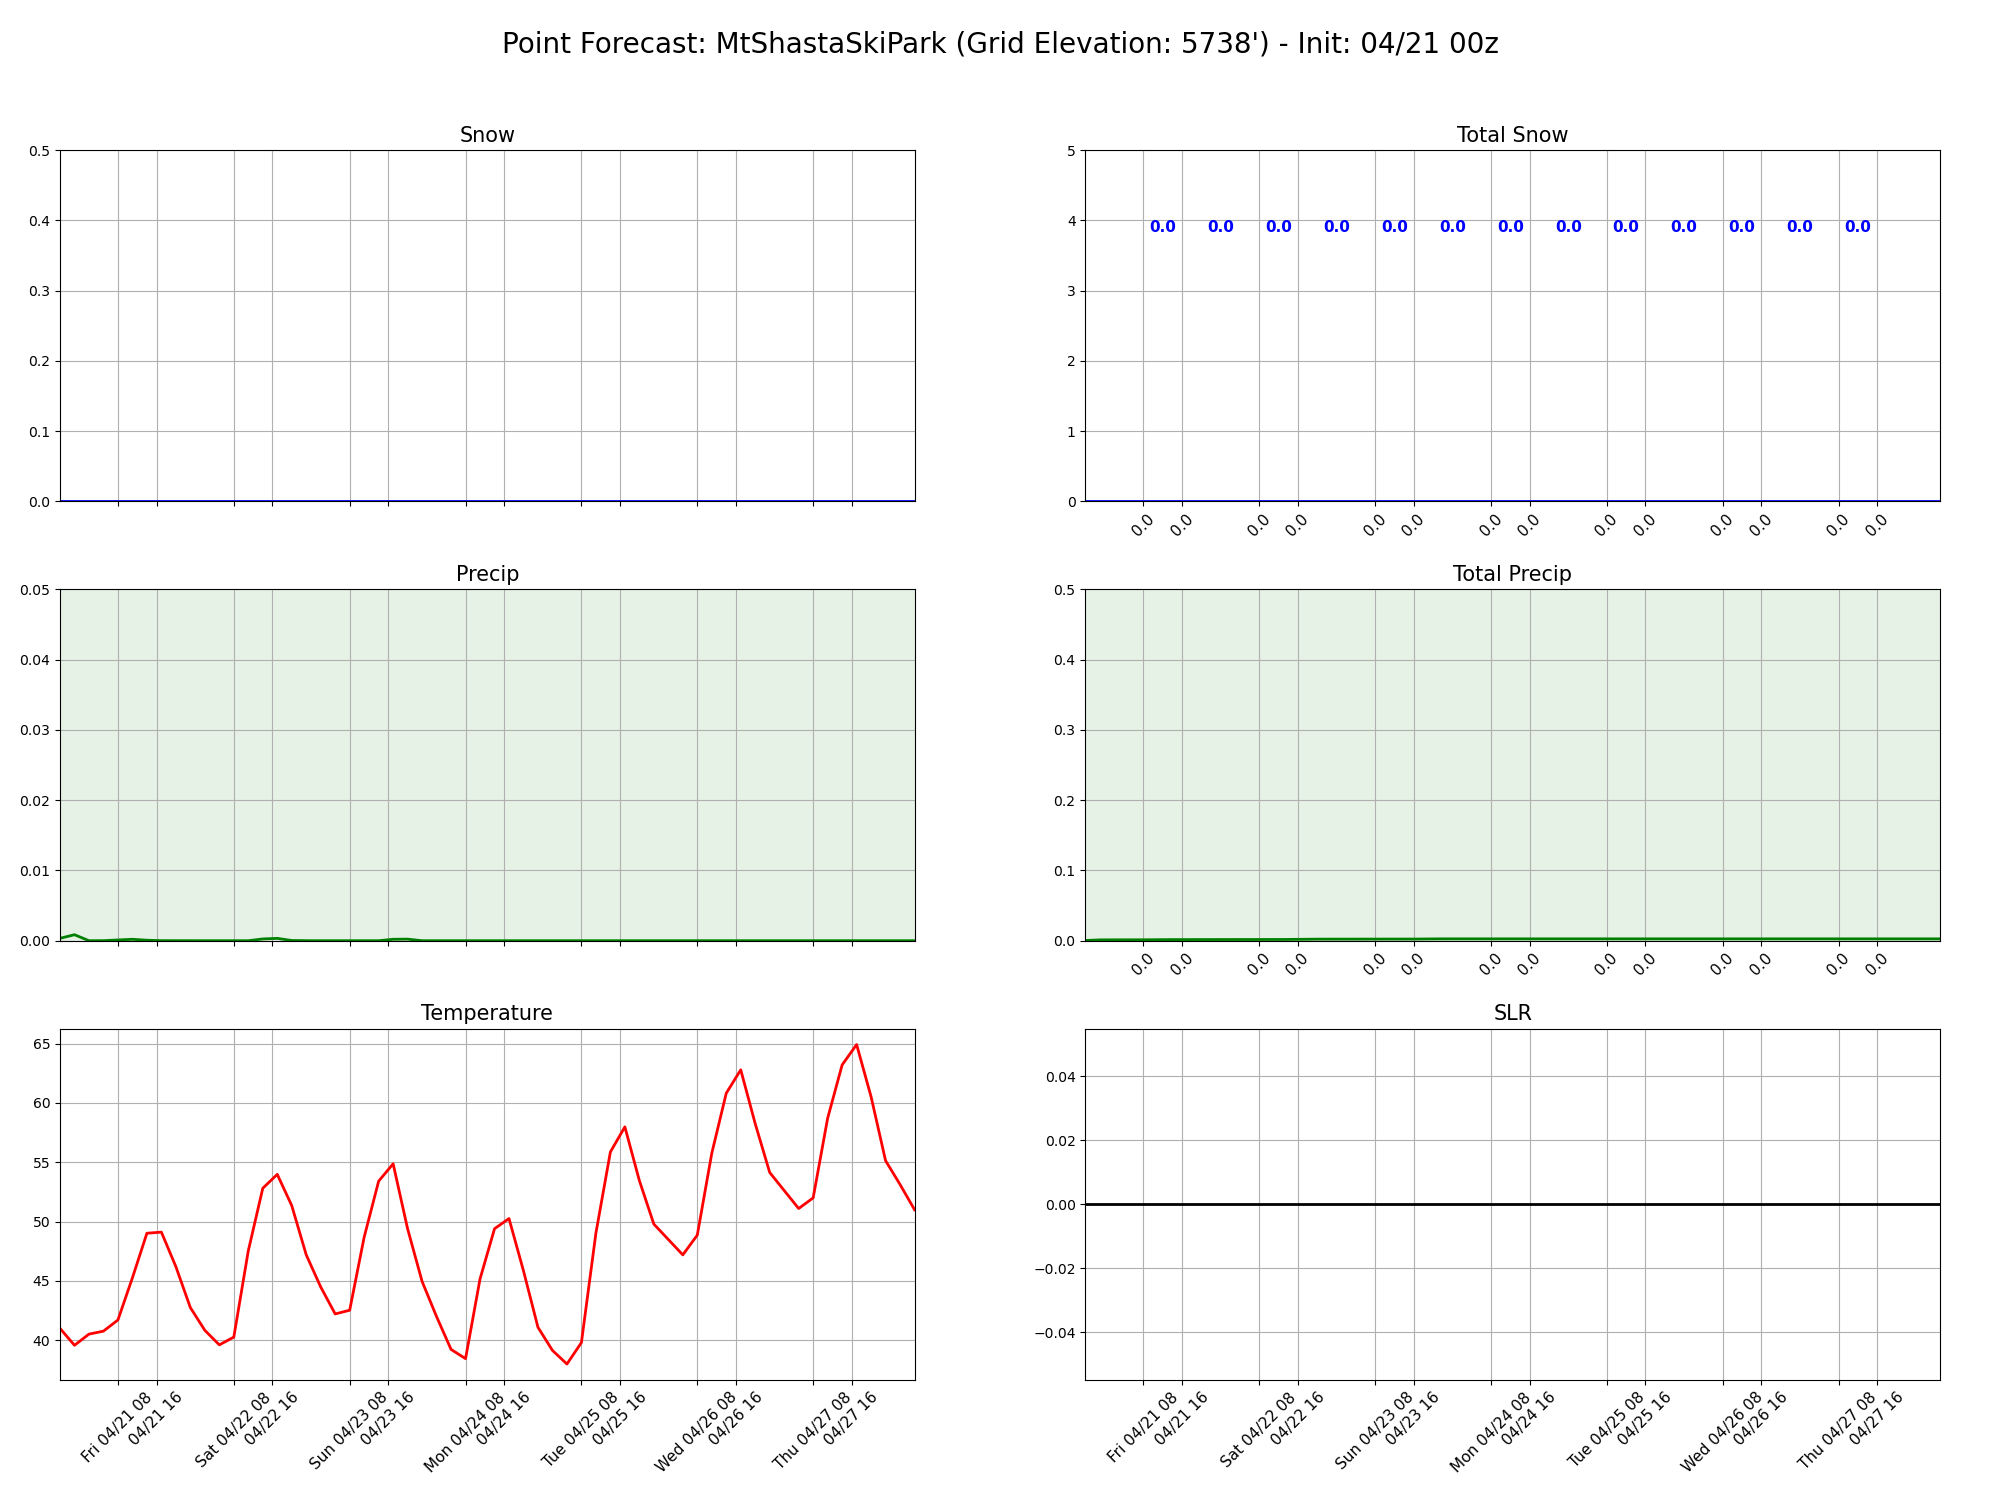 Point Forecast: MtShastaSkiPark (Grid Elevation: 5738') - Init: 04/21 00z
Snow
0.5
0.4
0.3
0.2
0.1
0.0
Total Snow
5
4
3
2
1
0
0.0 0.0 0.0 0.0 0.0 0.0 0.0 0.0 0.0 0.0 0.0 0.0 0.0
0.0 0.0 0.0 0.0 0.0 0.0 0.0 0.0 0.0 0.0 0.0 0.0 0.0 0.0
Precip
0.05
0.04
0.03
0.02
0.01
0.00
Total Precip
0.5
0.4
0.3
0.2
0.1
0.0
0.0 0.0 0.0 0.0 0.0 0.0 0.0 0.0 0.0 0.0 0.0 0.0 0.0 0.0
Temperature
65
60
55
50
45
40
Fri 04/21 08
04/21 16
Sat 04/22 08
04/22 16
Sun 04/23 08
04/23 16
Mon 04/24 08
04/24 16
Tue 04/25 08
04/25 16
Wed 04/26 08
04/26 16
Thu 04/27 08
04/27 16
SLR
0.04
0.02
0.00
−0.02
−0.04
Fri 04/21 08
04/21 16
Sat 04/22 08
04/22 16
Sun 04/23 08
04/23 16
Mon 04/24 08
04/24 16
Tue 04/25 08
04/25 16
Wed 04/26 08
04/26 16
Thu 04/27 08
04/27 16